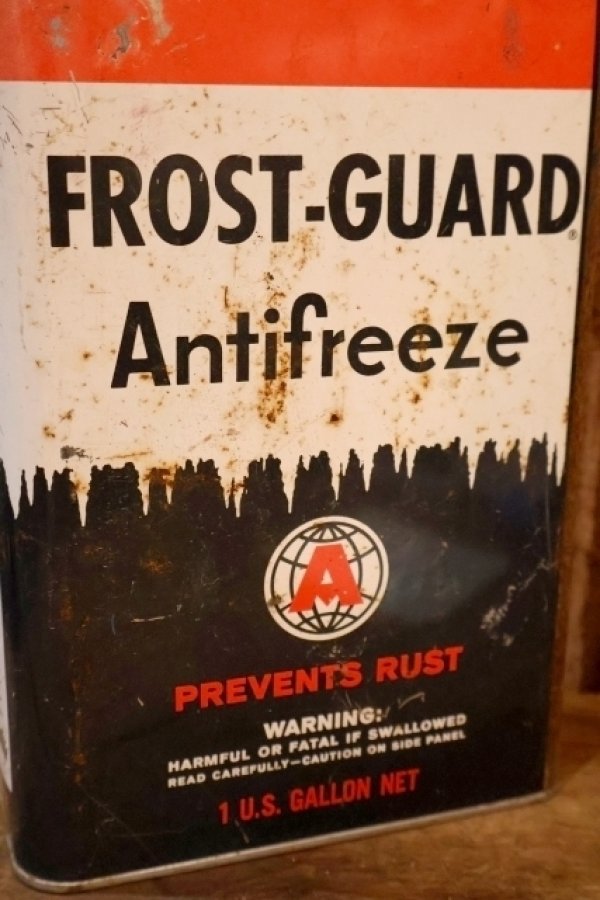 FROST-GUARD®
Antifreeze
A
PREVENTS RUST
WARNING:
HARMFUL OR FATAL IF SWALLOWED
READ CAREFULLY—CAUTION ON SIDE PANEL
1 U.S. GALLON NET